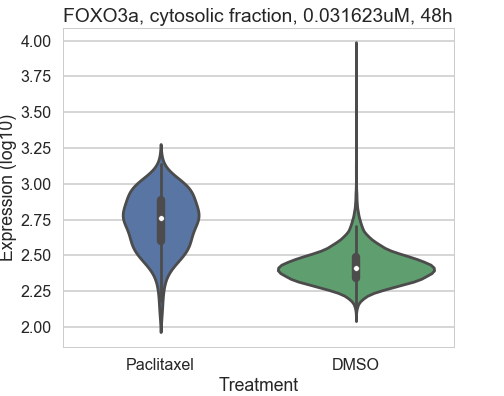 FOXO3a, cytosolic fraction, 0.031623uM, 48h
Expression (log10)
4.00
3.75
3.50
3.25
3.00
2.75
2.50
2.25
2.00
Paclitaxel DMSO
Treatment